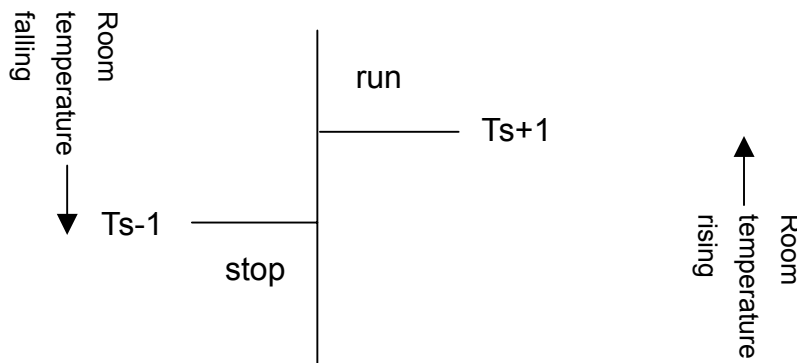 Room
temperature
falling
run
Ts+1
Ts-1
stop
Room
temperature
rising